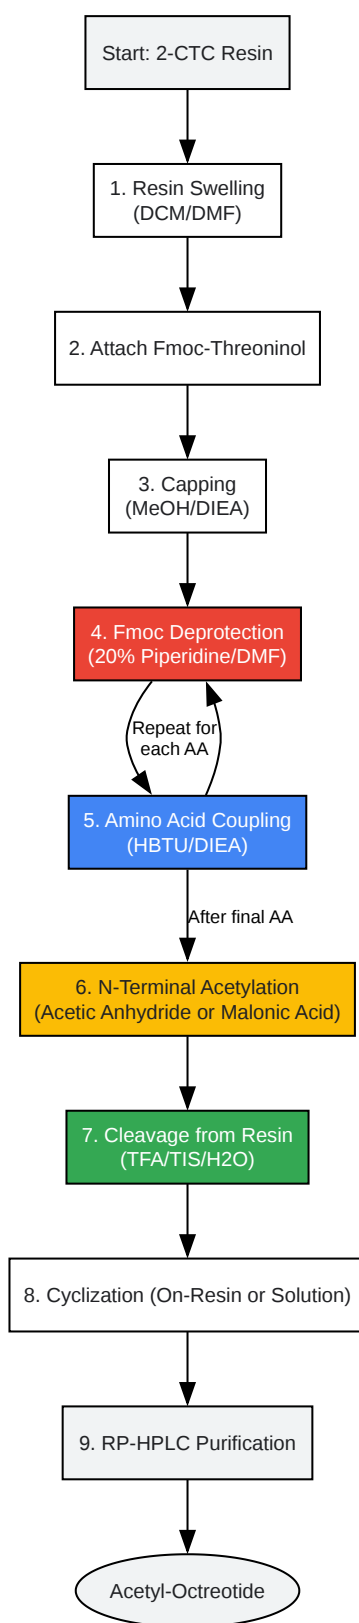 Start: 2-CTC Resin
1. Resin Swelling
(DCM/DMF)
2. Attach Fmoc-Threoninol
3. Capping
(MeOH/DIEA)
4. Fmoc Deprotection
(20% Piperidine/DMF)
Repeat for
each AA
5. Amino Acid Coupling
(HBTU/DIEA)
After final AA
6. N-Terminal Acetylation
(Acetic Anhydride or Malonic Acid)
7. Cleavage from Resin
(TFA/TIS/H2O)
8. Cyclization (On-Resin or Solution)
9. RP-HPLC Purification
Acetyl-Octreotide